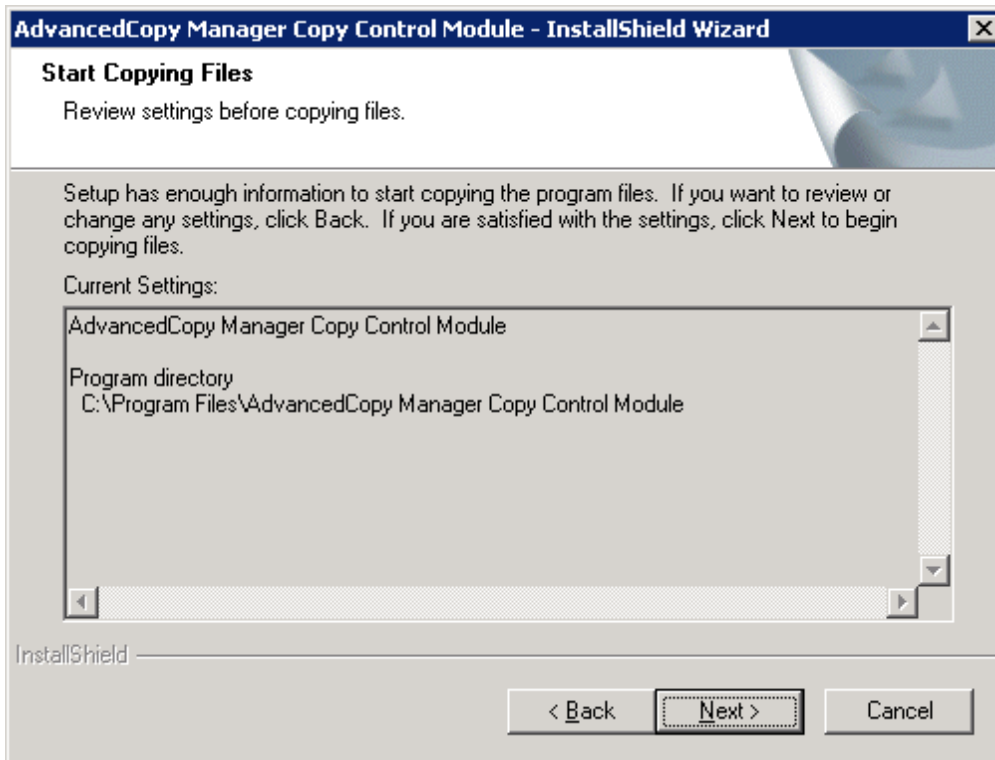 AdvancedCopy Manager Copy Control Module - InstallShield Wizard
Start Copying Files
Review settings before copying files.
Setup has enough information to start copying the program files.  If you want to review or
change any settings, click Back.  If you are satisfied with the settings, click Next to begin
copying files.
Current Settings:
AdvancedCopy Manager Copy Control Module
Program directory
C:\Program Files\AdvancedCopy Manager Copy Control Module
InstallShield
< Back
Next >
Cancel